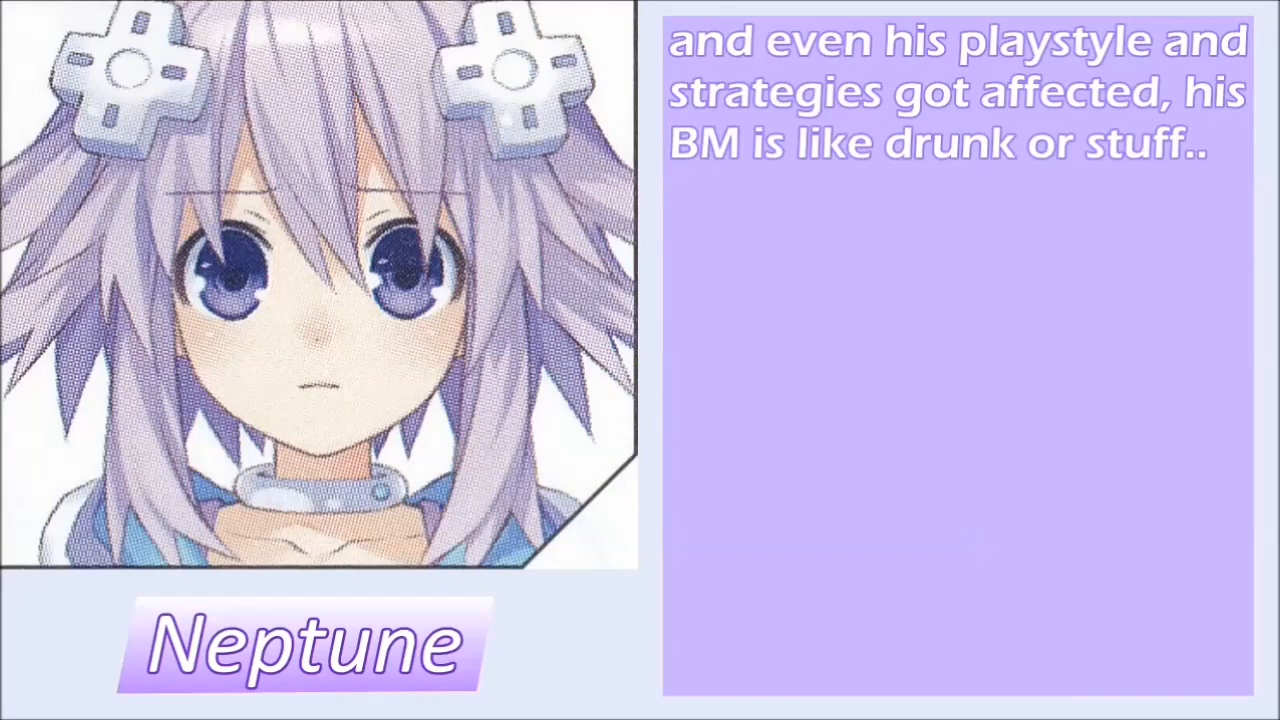 and even his playstyle and
strategies got affected, his
BM is like drunk or stuff..
Neptune